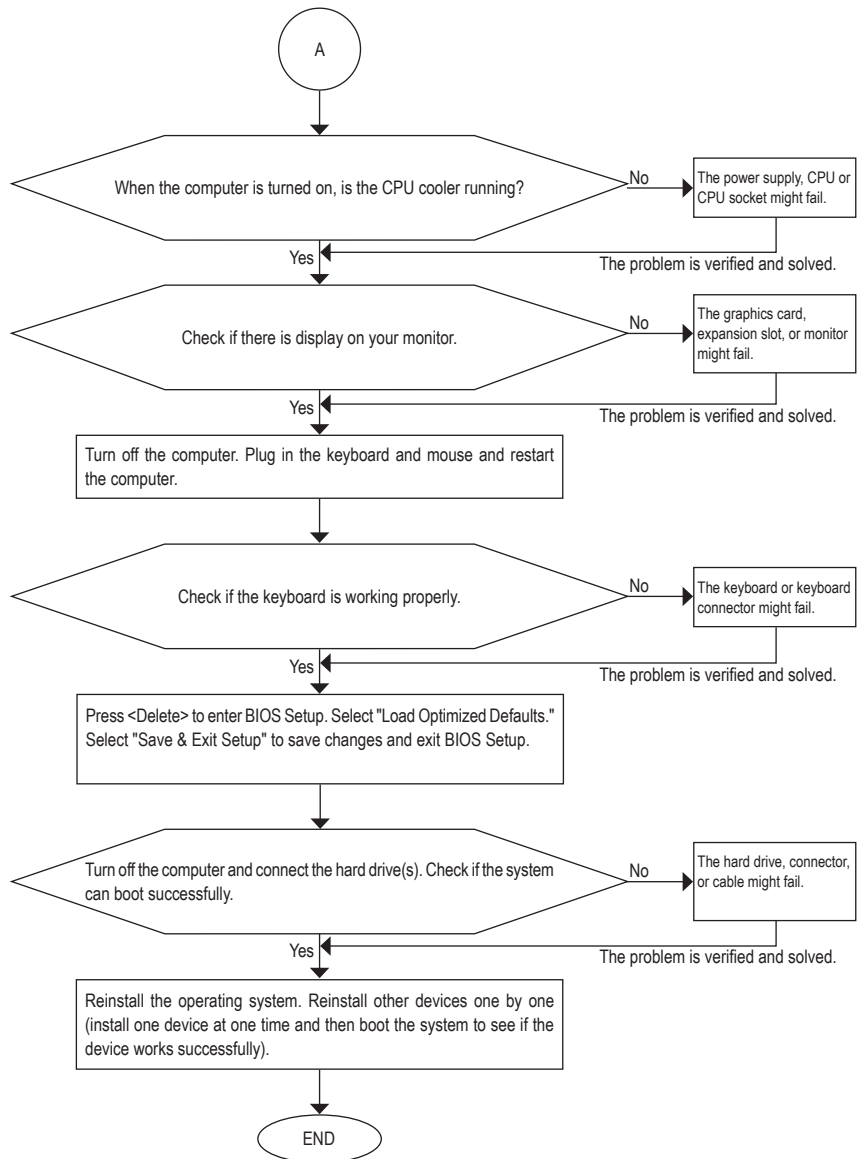 A
When the computer is turned on, is the CPU cooler running?
No
The power supply, CPU or
CPU socket might fail.
Yes
The problem is verified and solved.
Check if there is display on your monitor.
No
The graphics card,
expansion slot, or monitor
might fail.
Yes
The problem is verified and solved.
Turn off the computer. Plug in the keyboard and mouse and restart
the computer.
Check if the keyboard is working properly.
No
The keyboard or keyboard
connector might fail.
Yes
The problem is verified and solved.
Press <Delete> to enter BIOS Setup. Select "Load Optimized Defaults."
Select "Save & Exit Setup" to save changes and exit BIOS Setup.
Turn off the computer and connect the hard drive(s). Check if the system
can boot successfully.
No
The hard drive, connector,
or cable might fail.
Yes
The problem is verified and solved.
Reinstall the operating system. Reinstall other devices one by one
(install one device at one time and then boot the system to see if the
device works successfully).
END